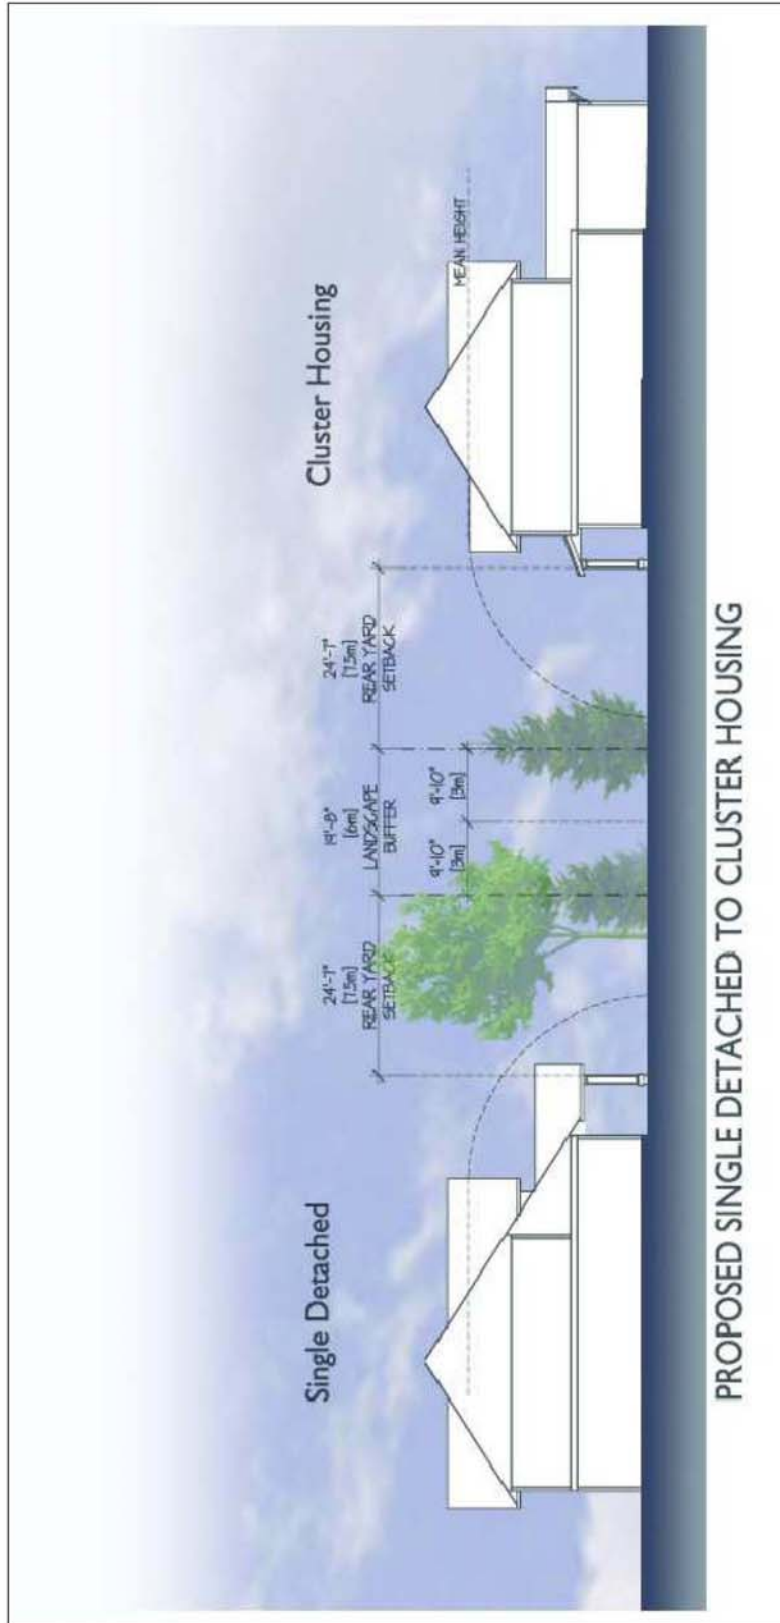 Single Detached
Cluster Housing
24'-7"
[7.5m]
REAR YARD
SETBACK
19'-8"
[6m]
LANDSCAPE
BUFFER
24'-7"
[7.5m]
REAR YARD
SETBACK
9'-10"
[3m]
9'-10"
[3m]
MEAN HEIGHT
PROPOSED SINGLE DETACHED TO CLUSTER HOUSING